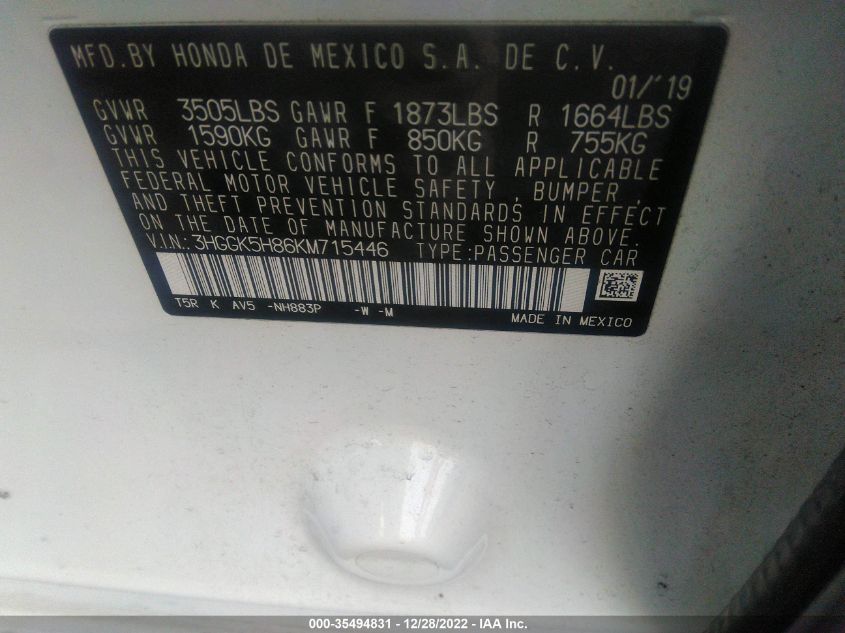 MFD.BY HONDA DE MEXICO S.A. DE C.V.
01/'19
GVWR 3505LBS GAWR F 1873LBS R 1664LBS
GVWR 1590KG GAWR F 850KG R 755KG
THIS VEHICLE CONFORMS TO ALL APPLICABLE
FEDERAL MOTOR VEHICLE SAFETY, BUMPER,
AND THEFT PREVENTION STANDARDS IN EFFECT
ON THE DATE OF MANUFACTURE SHOWN ABOVE.
V.I.N.: 3HGGK5H86KM715446 TYPE:PASSENGER CAR
T5R K AV5 -NH883P -W -M
MADE IN MEXICO
000-35494831 - 12/28/2022 - IAA Inc.